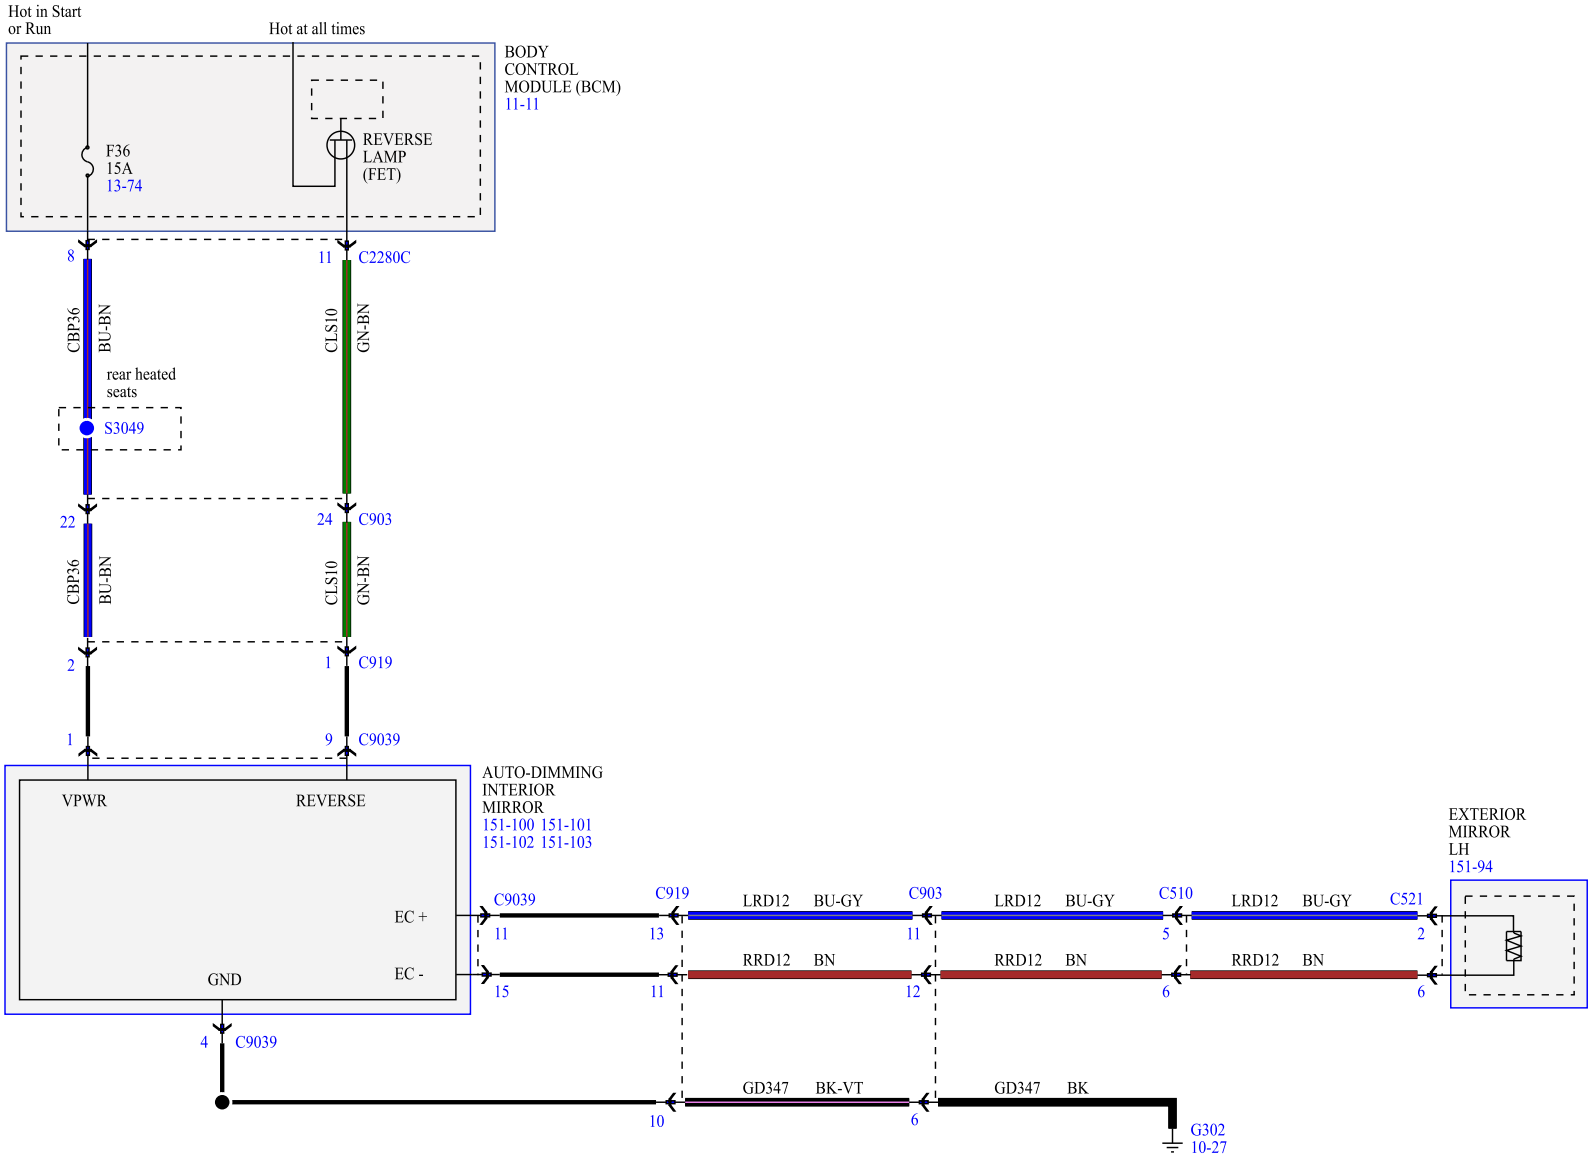 Hot in Start
or Run
Hot at all times
BODY
CONTROL
MODULE (BCM)
11-11
F36
15A
13-74
REVERSE
LAMP
(FET)
8
11
C2280C
CBP36
BU-BN
CLS10
GN-BN
rear heated
seats
S3049
22
24
C903
CBP36
BU-BN
CLS10
GN-BN
2
1
C919
1
9
C9039
VPWR
REVERSE
AUTO-DIMMING
INTERIOR
MIRROR
151-100 151-101
151-102 151-103
EXTERIOR
MIRROR
LH
151-94
EC +
C9039
C919
LRD12 BU-GY
C903
LRD12 BU-GY
C510
LRD12 BU-GY
C521
11
13
11
5
2
EC -
RRD12 BN
RRD12 BN
RRD12 BN
15
11
12
6
6
GND
4
C9039
GD347 BK-VT
GD347 BK
10
6
G302
10-27